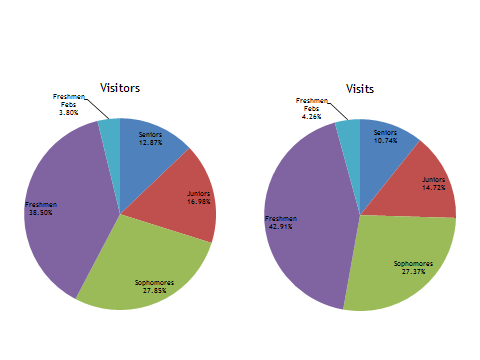 Visitors
Freshmen
Febs
3.80%
Seniors
12.87%
Juniors
16.98%
Sophomores
27.85%
Freshmen
38.50%
Visits
Freshmen
Febs
4.26%
Seniors
10.74%
Juniors
14.72%
Sophomores
27.37%
Freshmen
42.91%